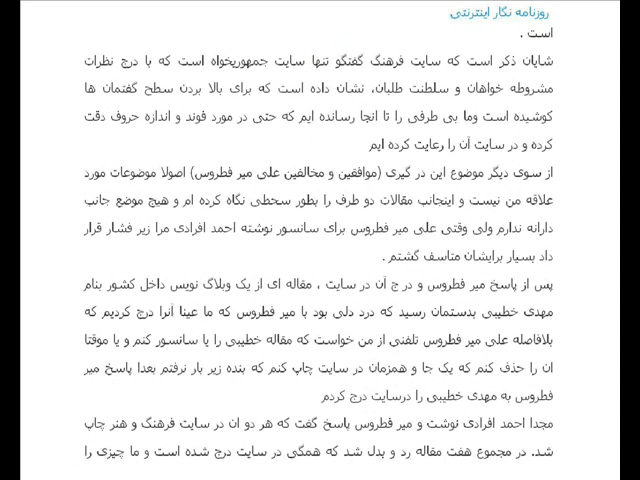 روزنامه نگار اینترنتی
است .
شایان ذکر است که سایت فرهنگ گفتگو تنها سایت جمهوریخواه است که با درج نظرات
مشروطه خواهان و سلطنت طلبان، نشان داده است که برای بالا بردن سطح گفتمان ها
کوشیده است وما بی طرفی را تا انجا رسانده ایم که حتی در مورد فوند و اندازه حروف دقت
کرده و در سایت آن را رعایت کرده ایم
از سوی دیگر موضوع این در گیری (موافقین و مخالفین علی میر فطروس) اصولا موضوعات مورد
علاقه من نیست و اینجانب مقالات دو طرف را بطور سحطی نگاه کرده ام و هیچ موضع جانب
دارانه ندارم ولی وقتی علی میر فطروس برای سانسور نوشته احمد افرادی مرا زیر فشار قرار
داد بسیار برایشان متاسف گشتم .
پس از پاسخ میر فطروس و در ج آن در سایت ، مقاله ای از یک وبلاگ نویس داخل کشور بنام
مهدی خطیبی بدستمان رسید که درد دلی بود با میر فطروس که ما عینا آنرا درج کردیم که
بلافاصله علی میر فطروس تلفنی از من خواست که مقاله خطیبی را یا سانسور کنم و یا موقتا
ان را حذف کنم که یک جا و همزمان در سایت چاپ کنم که بنده زیر بار نرفتم بعدا پاسخ میر
فطروس به مهدی خطیبی را درسایت درج کردم
مجدا احمد افرادی نوشت و میر فطروس پاسخ گفت که هر دو ان در سایت فرهنگ و هنر چاپ
شد. در مجموع هفت مقاله رد و بدل شد که همگی در سایت درج شده است و ما چیزی را